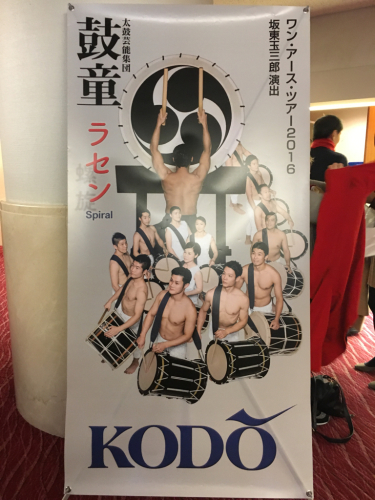 ワン・アース・ツアー2016
坂東玉三郎 演出
太鼓芸能集団
鼓童
ラセン
螺旋
Spiral
KODŌ